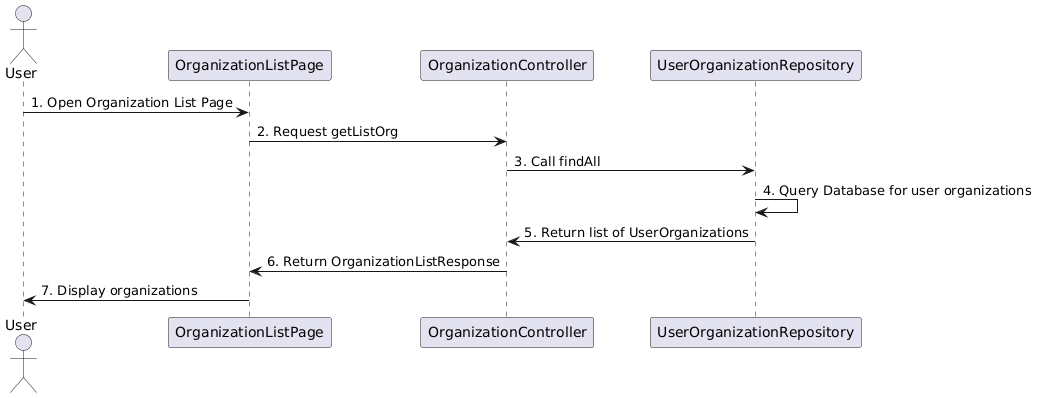 User
OrganizationListPage
OrganizationController
UserOrganizationRepository
1. Open Organization List Page
2. Request getListOrg
3. Call findAll
4. Query Database for user organizations
5. Return list of UserOrganizations
6. Return OrganizationListResponse
7. Display organizations
User
OrganizationListPage
OrganizationController
UserOrganizationRepository